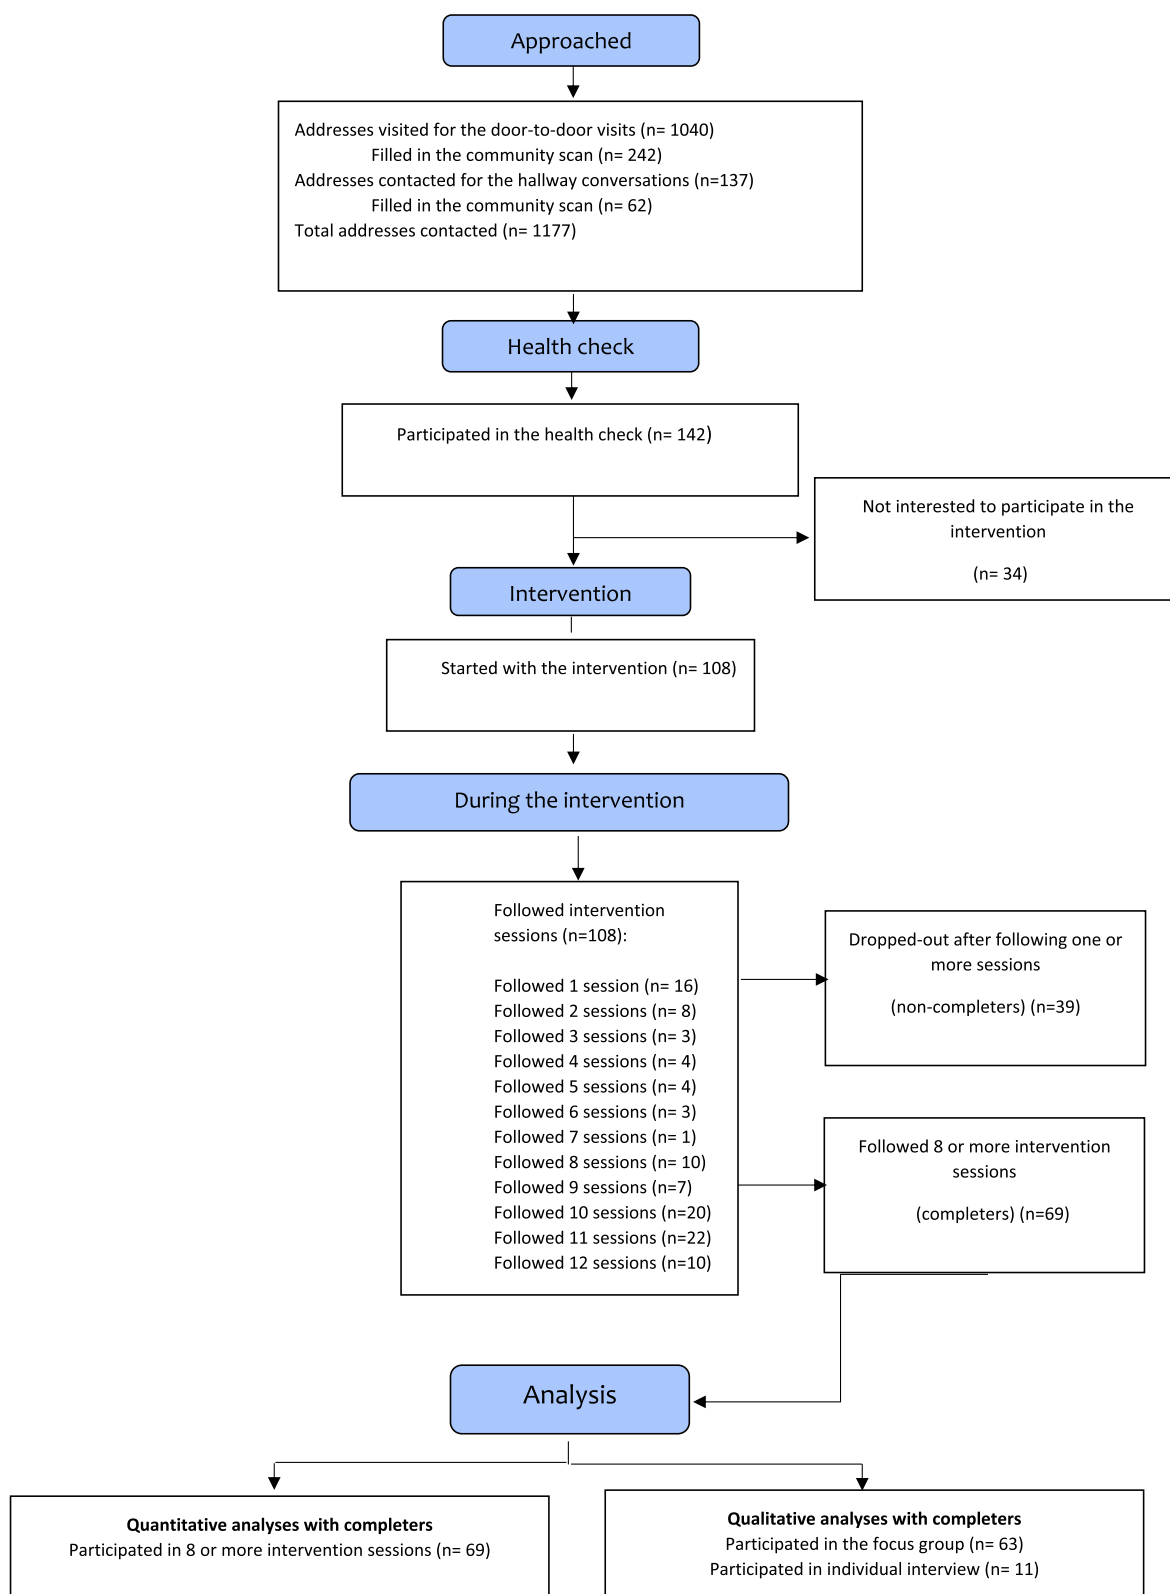 Approached
Addresses visited for the door-to-door visits (n= 1040)
Filled in the community scan (n= 242)
Addresses contacted for the hallway conversations (n=137)
Filled in the community scan (n= 62)
Total addresses contacted (n= 1177)
Health check
Participated in the health check (n= 142)
Not interested to participate in the
intervention
(n= 34)
Intervention
Started with the intervention (n= 108)
During the intervention
Followed intervention
sessions (n=108):
Followed 1 session (n= 16)
Followed 2 sessions (n= 8)
Followed 3 sessions (n= 3)
Followed 4 sessions (n= 4)
Followed 5 sessions (n= 4)
Followed 6 sessions (n= 3)
Followed 7 sessions (n= 1)
Followed 8 sessions (n= 10)
Followed 9 sessions (n=7)
Followed 10 sessions (n=20)
Followed 11 sessions (n=22)
Followed 12 sessions (n=10)
Dropped-out after following one or
more sessions
(non-completers) (n=39)
Followed 8 or more intervention
sessions
(completers) (n=69)
Analysis
Quantitative analyses with completers
Participated in 8 or more intervention sessions (n= 69)
Qualitative analyses with completers
Participated in the focus group (n= 63)
Participated in individual interview (n= 11)